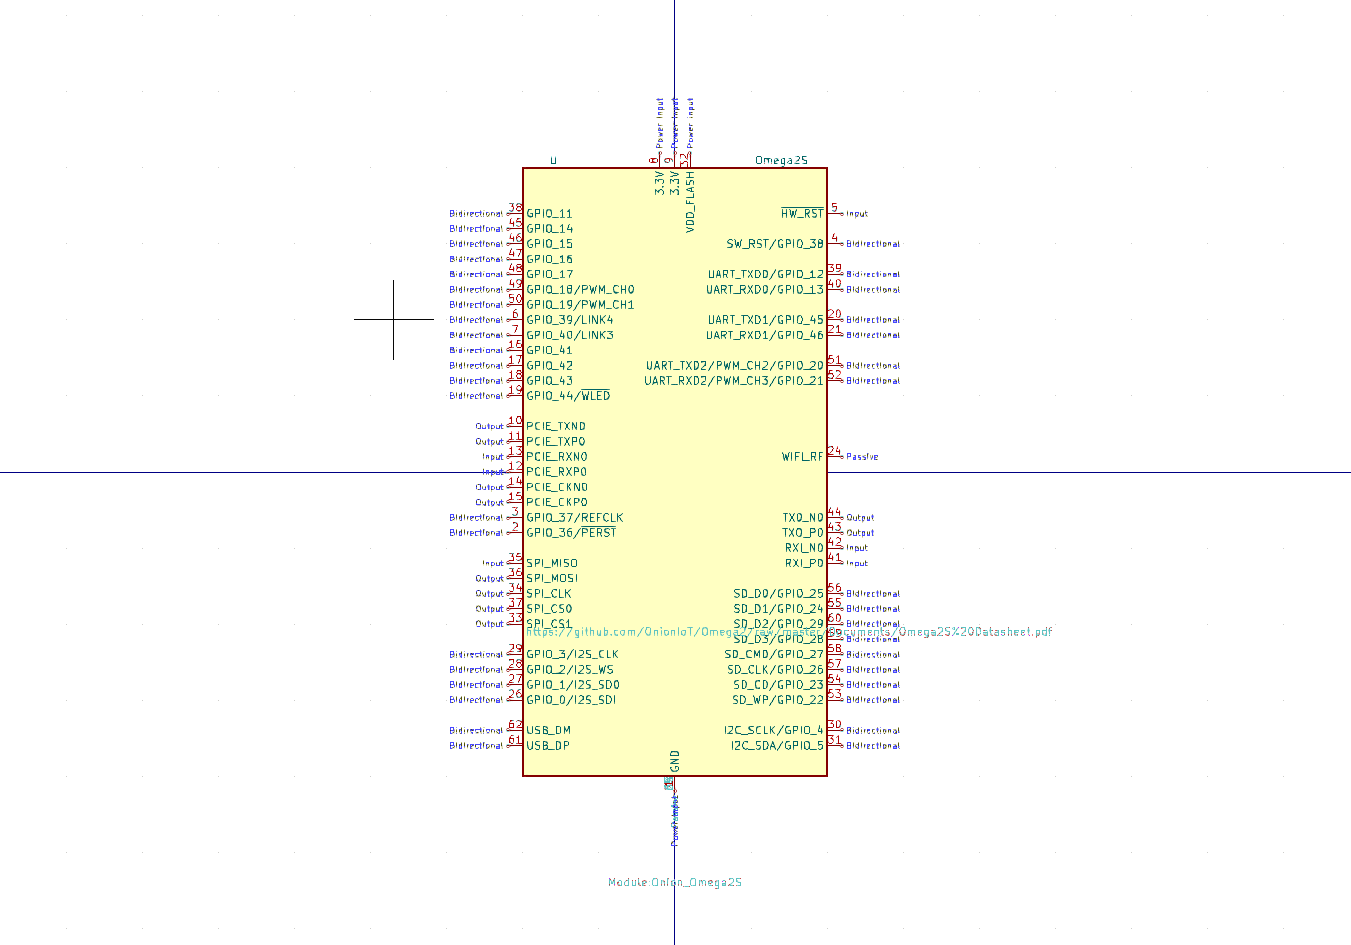 Power Input Power Input Power Input
8 9 32
U Omega2S
3.3V 3.3V VDD_FLASH
Bidirectional 38 GPIO_11 HW_RST 5 Input
Bidirectional 45 GPIO_14
Bidirectional 46 GPIO_15 SW_RST/GPIO_38 4 Bidirectional
Bidirectional 47 GPIO_16
Bidirectional 48 GPIO_17 UART_TXD0/GPIO_12 39 Bidirectional
Bidirectional 49 GPIO_18/PWM_CH0 UART_RXD0/GPIO_13 40 Bidirectional
Bidirectional 50 GPIO_19/PWM_CH1
Bidirectional 6 GPIO_39/LINK4 UART_TXD1/GPIO_45 20 Bidirectional
Bidirectional 7 GPIO_40/LINK3 UART_RXD1/GPIO_46 21 Bidirectional
Bidirectional 16 GPIO_41
Bidirectional 17 GPIO_42 UART_TXD2/PWM_CH2/GPIO_20 51 Bidirectional
Bidirectional 18 GPIO_43 UART_RXD2/PWM_CH3/GPIO_21 52 Bidirectional
Bidirectional 19 GPIO_44/WLED
Output 10 PCIE_TXN0
Output 11 PCIE_TXP0
Input 13 PCIE_RXN0 WIFI_RF 24 Passive
Input 12 PCIE_RXP0
Output 14 PCIE_CKN0
Output 15 PCIE_CKP0
Bidirectional 3 GPIO_37/REFCLK TXO_N0 44 Output
Bidirectional 2 GPIO_36/PERST TXO_P0 43 Output
RXI_N0 42 Input
Input 35 SPI_MISO RXI_P0 41 Input
Output 36 SPI_MOSI
Output 34 SPI_CLK SD_D0/GPIO_25 56 Bidirectional
Output 37 SPI_CS0 SD_D1/GPIO_24 55 Bidirectional
Output 33 SPI_CS1 SD_D2/GPIO_29 60 Bidirectional
https://github.com/OnionIoT/Omega2/raw/master/Documents/Omega2S%20Datasheet.pdf
SD_D3/GPIO_28 59 Bidirectional
Bidirectional 29 GPIO_3/I2S_CLK SD_CMD/GPIO_27 58 Bidirectional
Bidirectional 28 GPIO_2/I2S_WS SD_CLK/GPIO_26 57 Bidirectional
Bidirectional 27 GPIO_1/I2S_SDO SD_CD/GPIO_23 54 Bidirectional
Bidirectional 26 GPIO_0/I2S_SDI SD_WP/GPIO_22 53 Bidirectional
Bidirectional 62 USB_DM I2C_SCLK/GPIO_4 30 Bidirectional
Bidirectional 61 USB_DP I2C_SDA/GPIO_5 31 Bidirectional
GND
Module:Onion_Omega2S